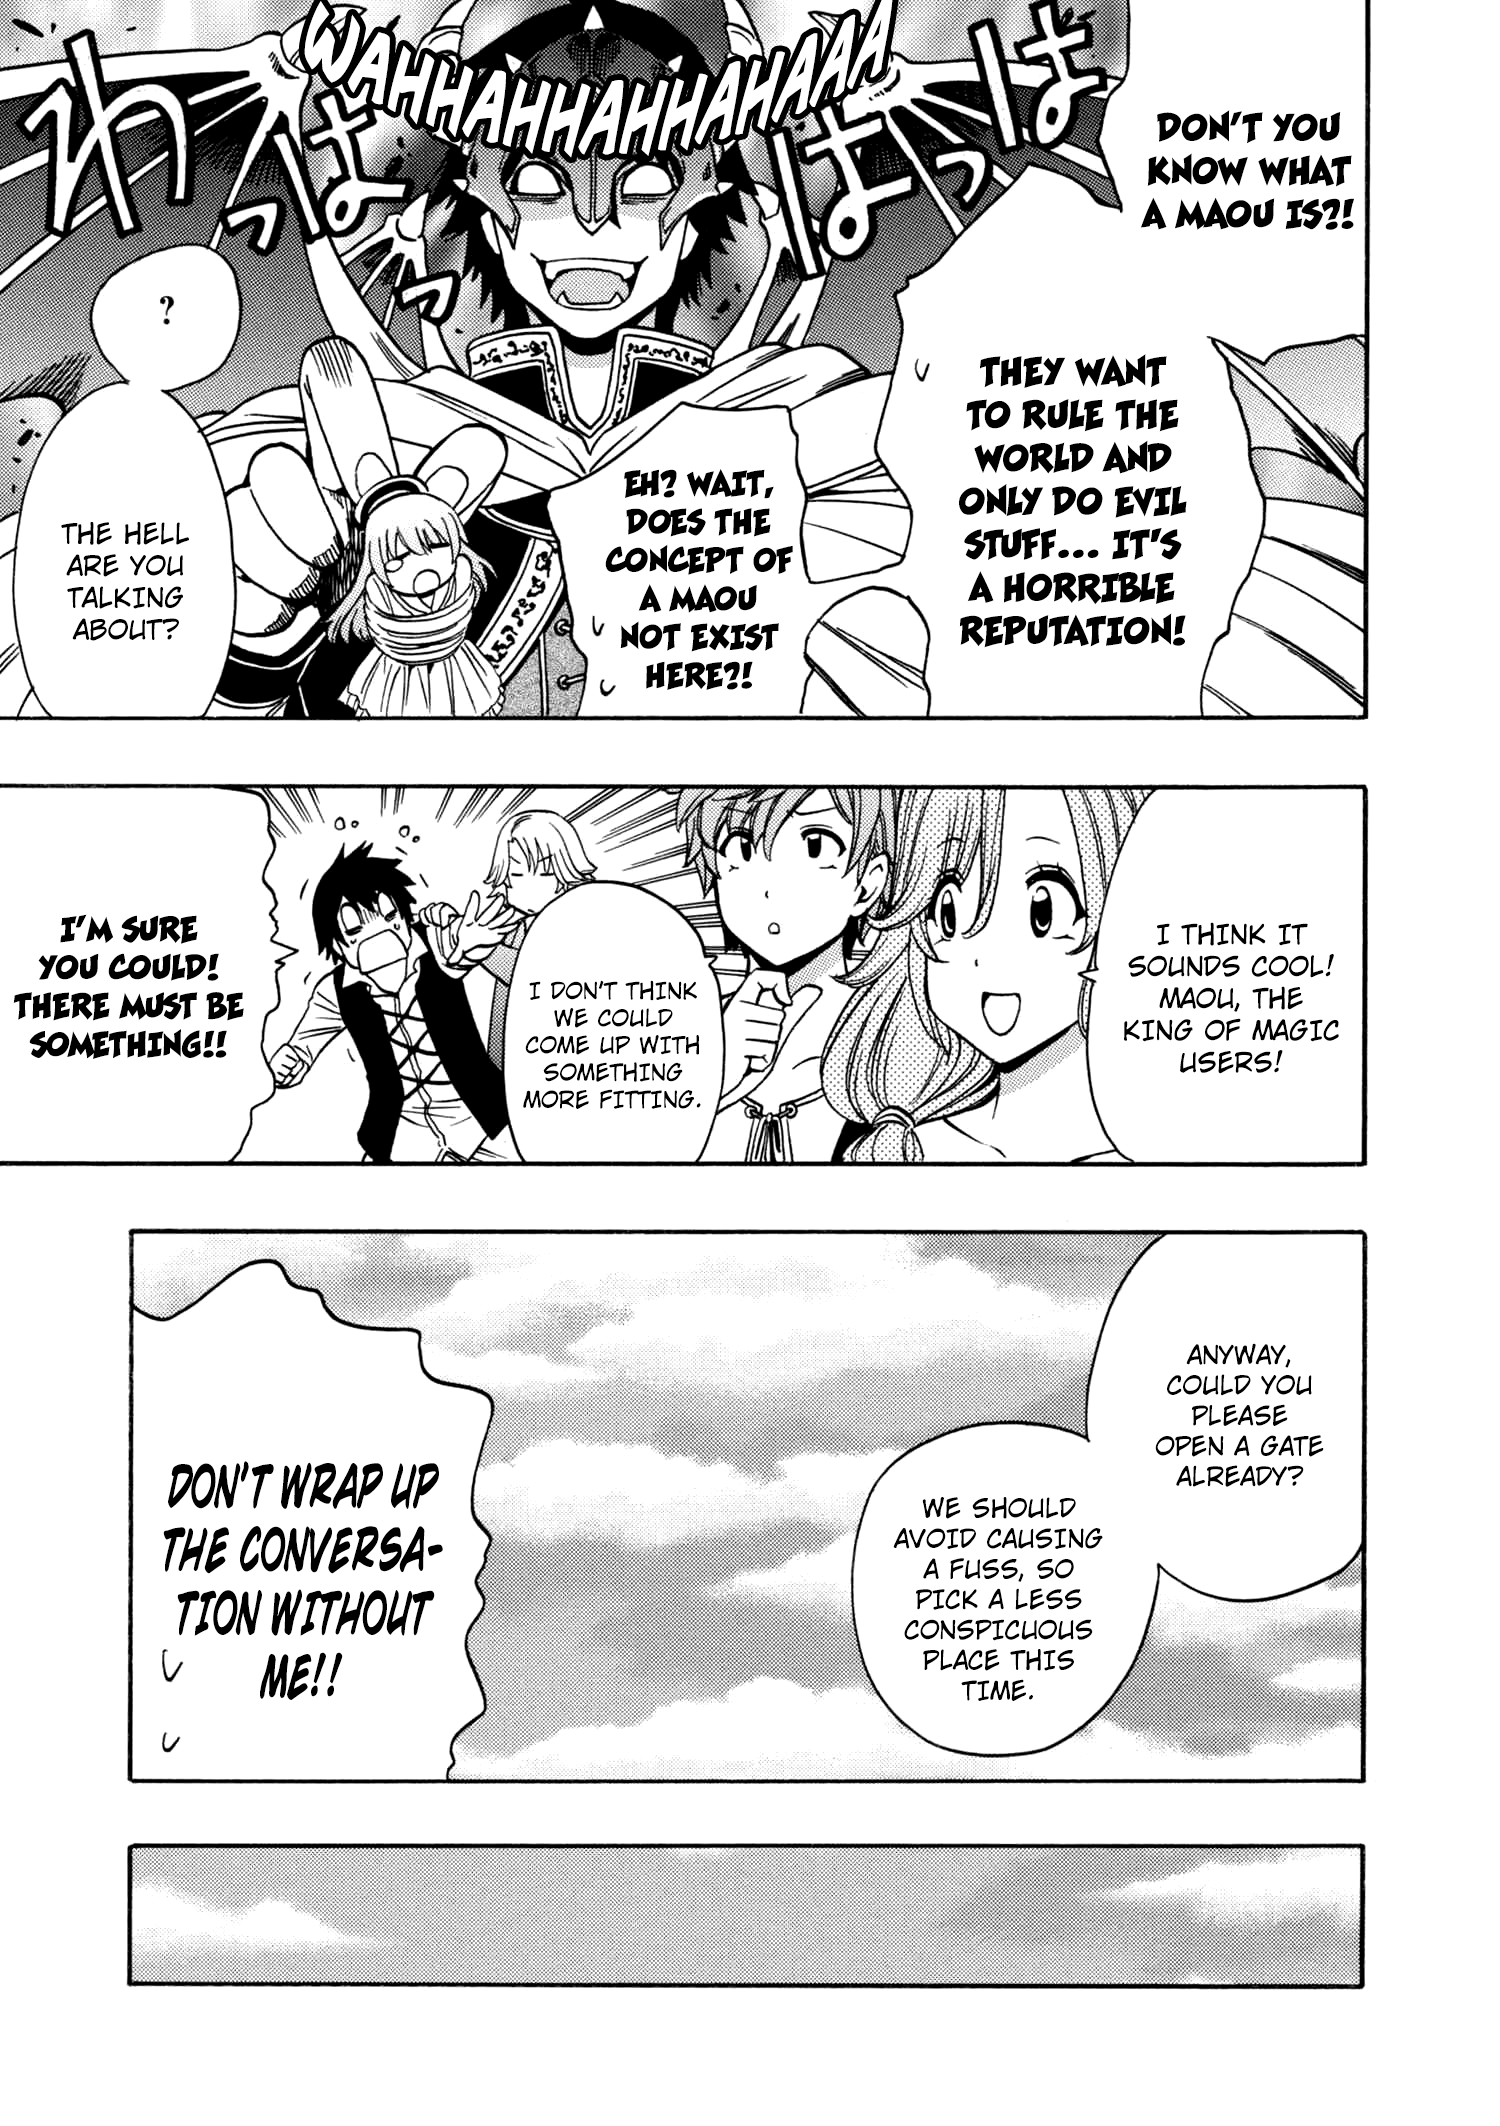 DON'T YOU
KNOW WHAT
A MAOU IS?!
THEY WANT
TO RULE THE
WORLD AND
ONLY DO EVIL
STUFF... IT'S
A HORRIBLE
REPUTATION!
WAHHAHHAHHAHAHAAA
わっはっはっは
EH? WAIT,
DOES THE
CONCEPT OF
A MAOU
NOT EXIST
HERE?!
?
THE HELL
ARE YOU
TALKING
ABOUT?
I THINK IT
SOUNDS COOL!
MAOU, THE
KING OF MAGIC
USERS!
I DON'T THINK
WE COULD
COME UP WITH
SOMETHING
MORE FITTING.
I'M SURE
YOU COULD!
THERE MUST BE
SOMETHING!!
ANYWAY,
COULD YOU
PLEASE
OPEN A GATE
ALREADY?
WE SHOULD
AVOID CAUSING
A FUSS, SO
PICK A LESS
CONSPICUOUS
PLACE THIS
TIME.
DON'T WRAP UP
THE CONVERSA-
TION WITHOUT
ME!!